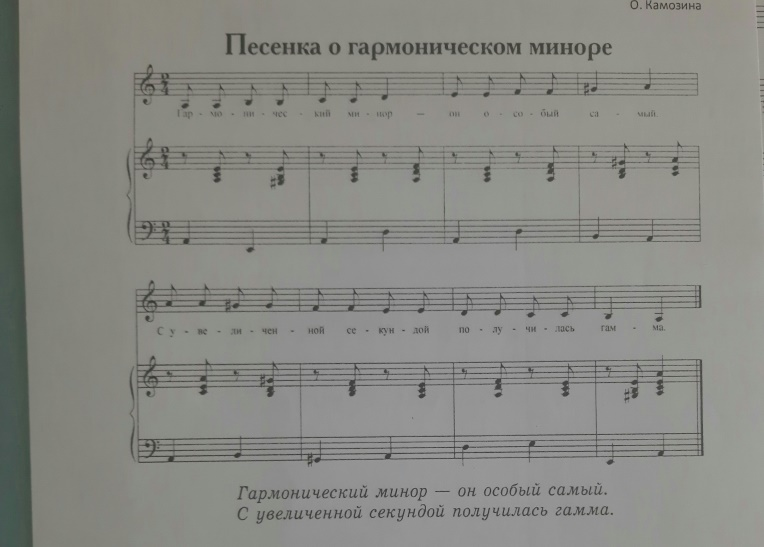 О. Камозина
Песенка о гармоническом миноре
Гар - мо - ни - чес - кий ми - нор — он о - со - бый са - мый.
С у - ве - ли - чен - ной се - кун - дой по - лу - чи - лась гам - ма.
Гармонический минор — он особый самый.
С увеличенной секундой получилась гамма.